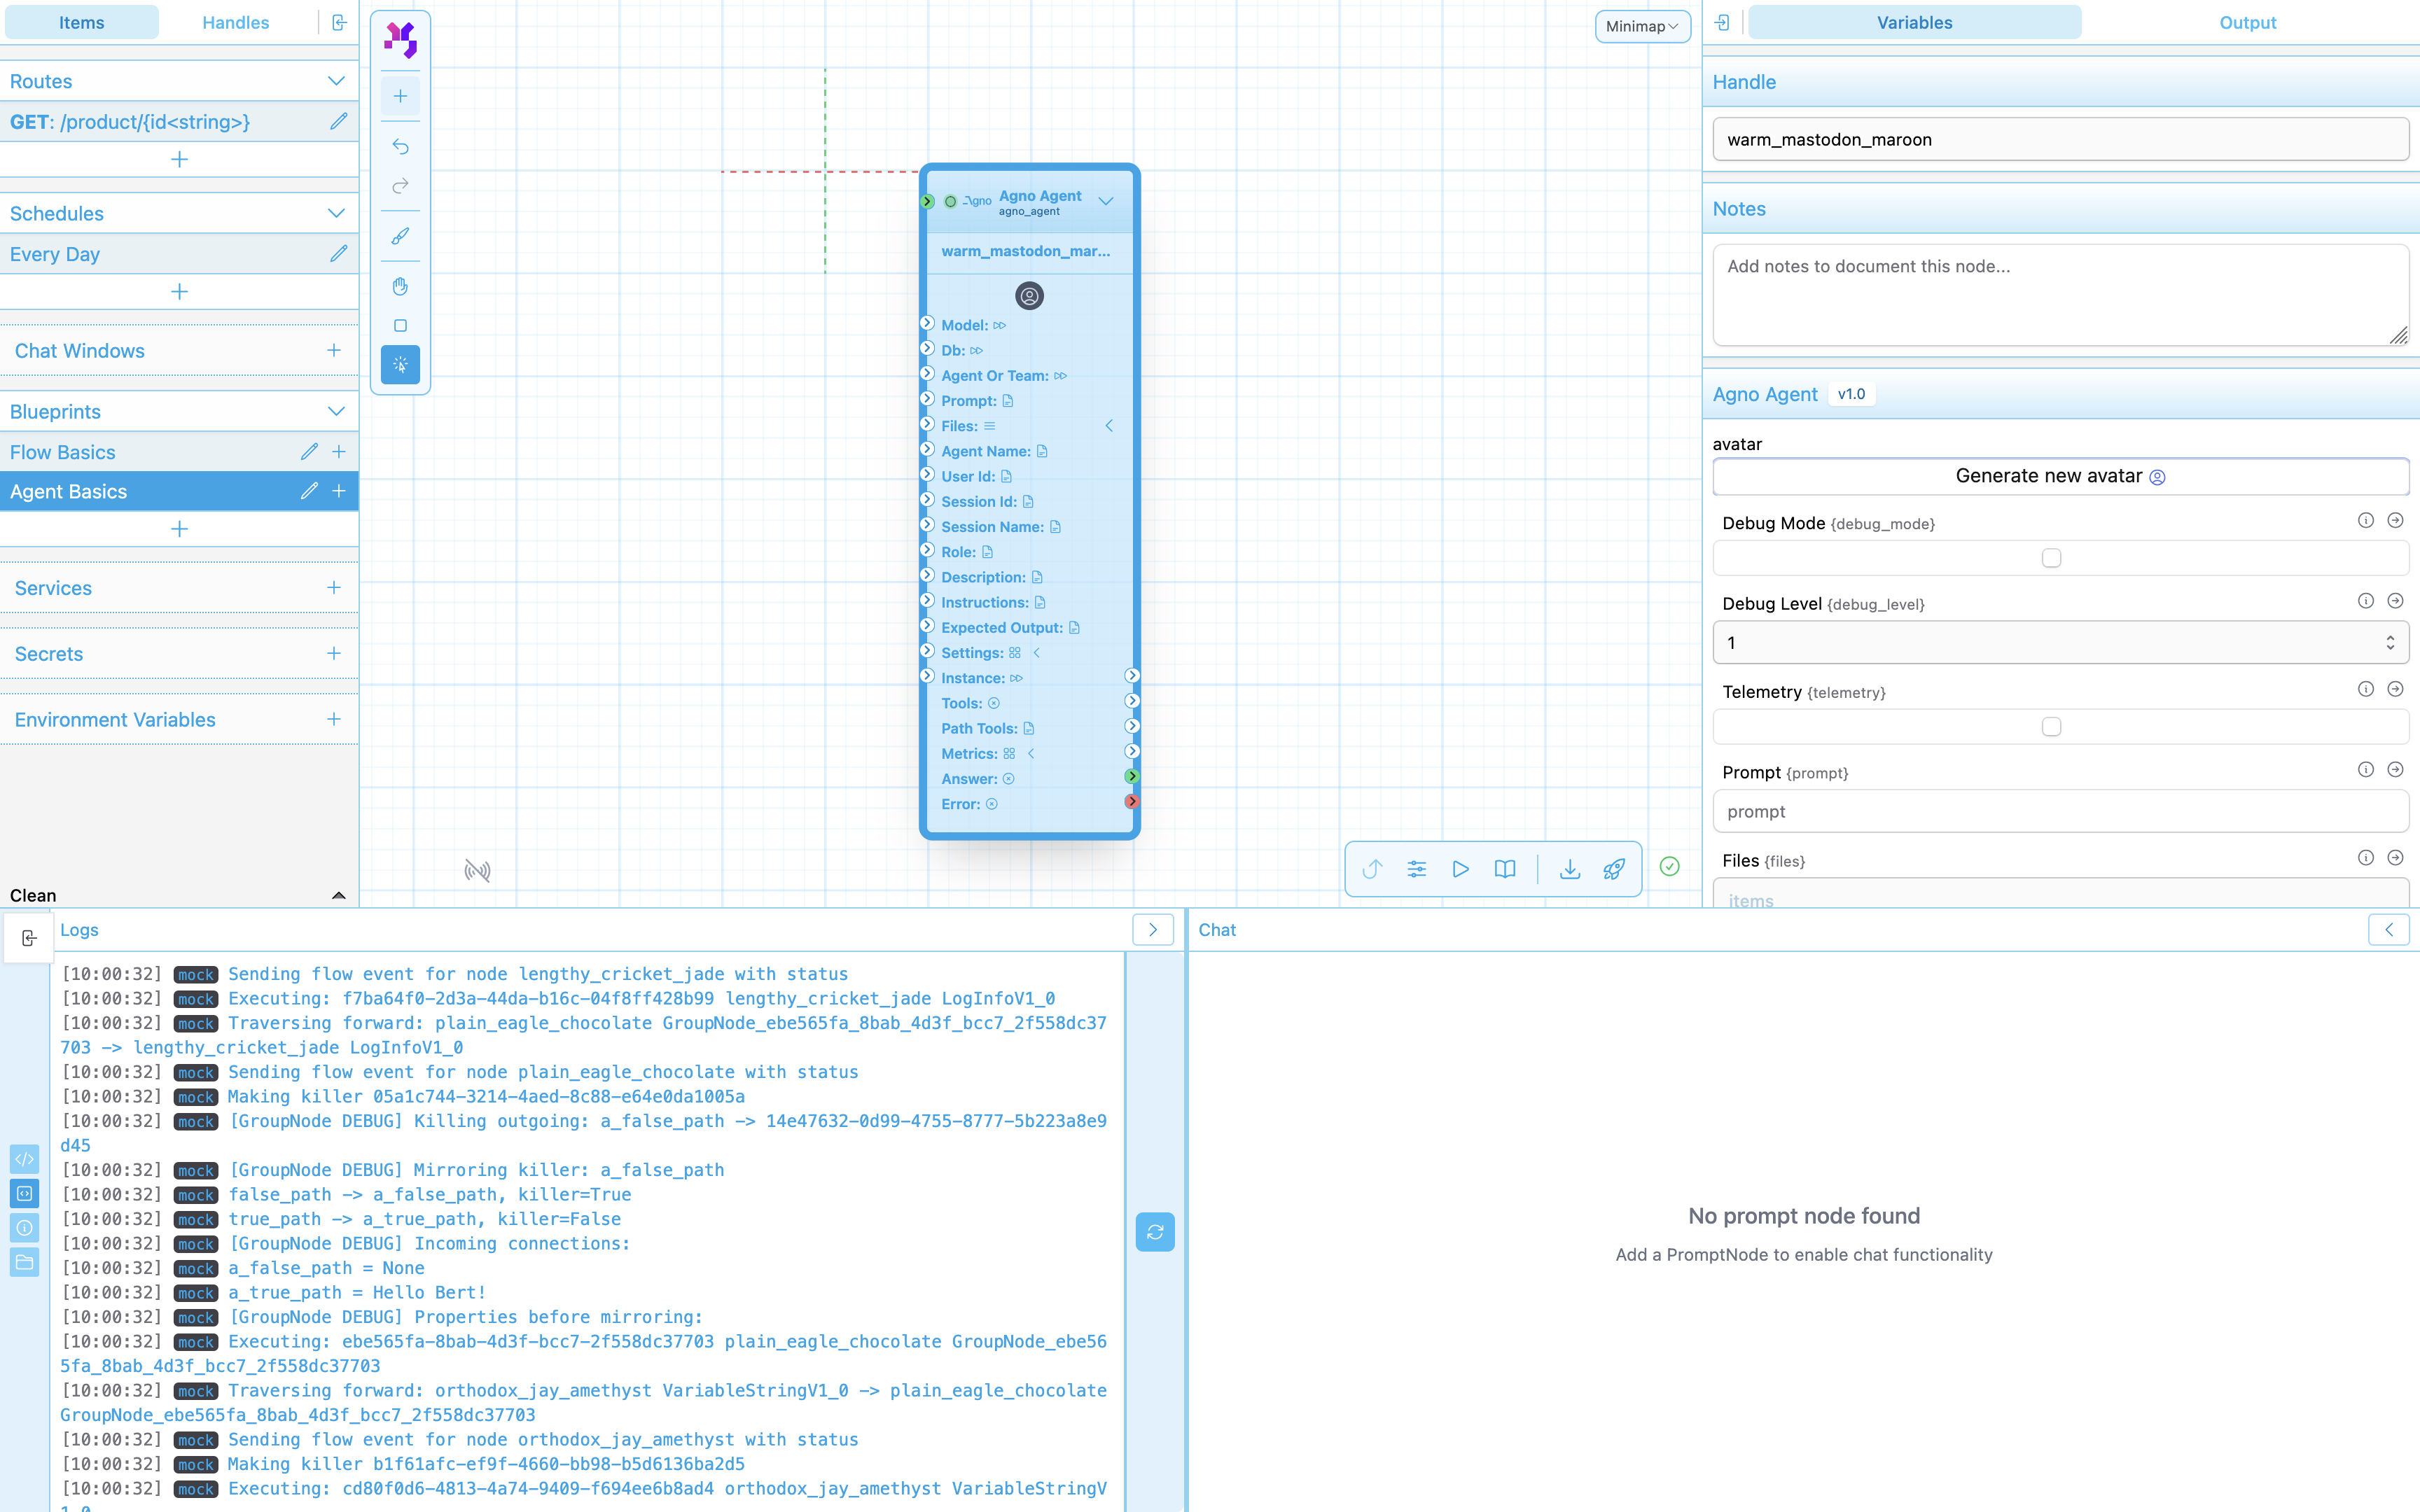 Items
Handles
Routes
GET: /product/{id<string>}
Schedules
Every Day
Chat Windows
Blueprints
Flow Basics
Agent Basics
Services
Secrets
Environment Variables
Clean
Minimap
Agno
Agno Agent
agno_agent
warm_mastodon_mar...
Model:
Db:
Agent Or Team:
Prompt:
Files:
Agent Name:
User Id:
Session Id:
Session Name:
Role:
Description:
Instructions:
Expected Output:
Settings:
Instance:
Tools:
Path Tools:
Metrics:
Answer:
Error:
Variables
Output
Handle
warm_mastodon_maroon
Notes
Add notes to document this node...
Agno Agent v1.0
avatar
Generate new avatar
Debug Mode {debug_mode}
Debug Level {debug_level}
1
Telemetry {telemetry}
Prompt {prompt}
prompt
Files {files}
items
Logs
[10:00:32] mock Sending flow event for node lengthy_cricket_jade with status
[10:00:32] mock Executing: f7ba64f0-2d3a-44da-b16c-04f8ff428b99 lengthy_cricket_jade LogInfoV1_0
[10:00:32] mock Traversing forward: plain_eagle_chocolate GroupNode_ebe565fa_8bab_4d3f_bcc7_2f558dc37
703 -> lengthy_cricket_jade LogInfoV1_0
[10:00:32] mock Sending flow event for node plain_eagle_chocolate with status
[10:00:32] mock Making killer 05a1c744-3214-4aed-8c88-e64e0da1005a
[10:00:32] mock [GroupNode DEBUG] Killing outgoing: a_false_path -> 14e47632-0d99-4755-8777-5b223a8e9
d45
[10:00:32] mock [GroupNode DEBUG] Mirroring killer: a_false_path
[10:00:32] mock false_path -> a_false_path, killer=True
[10:00:32] mock true_path -> a_true_path, killer=False
[10:00:32] mock [GroupNode DEBUG] Incoming connections:
[10:00:32] mock a_false_path = None
[10:00:32] mock a_true_path = Hello Bert!
[10:00:32] mock [GroupNode DEBUG] Properties before mirroring:
[10:00:32] mock Executing: ebe565fa-8bab-4d3f-bcc7-2f558dc37703 plain_eagle_chocolate GroupNode_ebe56
5fa_8bab_4d3f_bcc7_2f558dc37703
[10:00:32] mock Traversing forward: orthodox_jay_amethyst VariableStringV1_0 -> plain_eagle_chocolate
GroupNode_ebe565fa_8bab_4d3f_bcc7_2f558dc37703
[10:00:32] mock Sending flow event for node orthodox_jay_amethyst with status
[10:00:32] mock Making killer b1f61afc-ef9f-4660-bb98-b5d6136ba2d5
[10:00:32] mock Executing: cd80f0d6-4813-4a74-9409-f694ee6b8ad4 orthodox_jay_amethyst VariableStringV
1_0
Chat
No prompt node found
Add a PromptNode to enable chat functionality